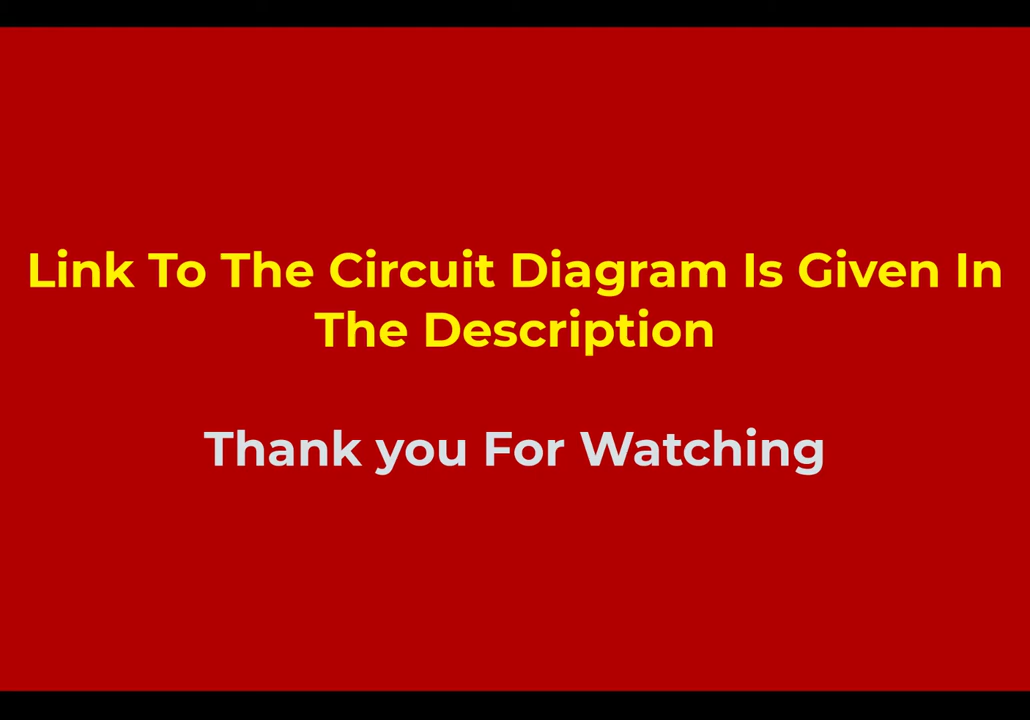 Link To The Circuit Diagram Is Given In
The Description
Thank you For Watching